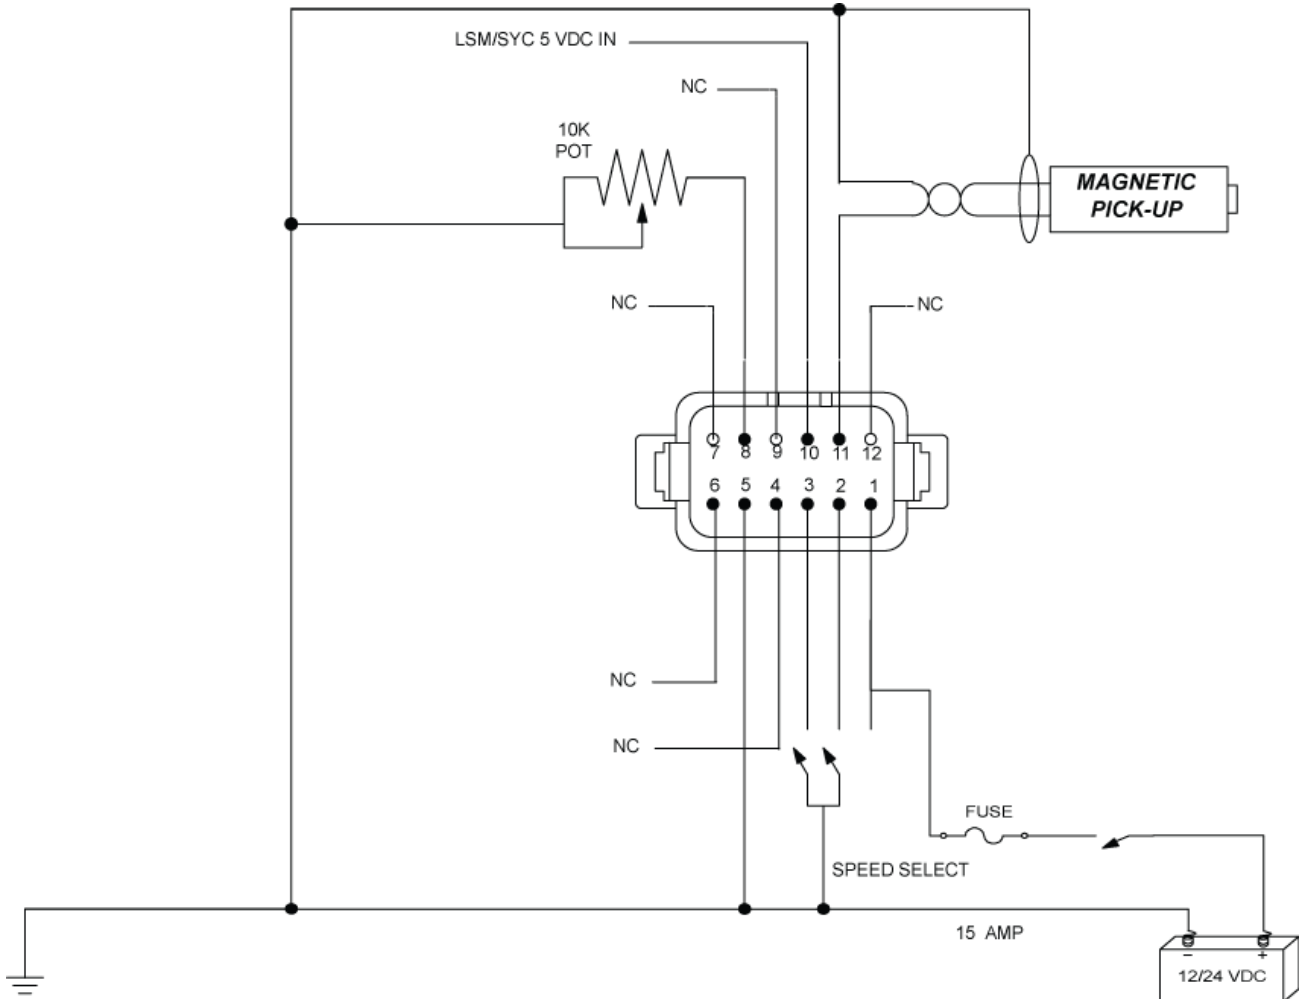 LSM/SYC 5 VDC IN
NC
10K
POT
MAGNETIC
PICK-UP
NC
NC
7 8 9 10 11 12
6 5 4 3 2 1
NC
NC
FUSE
SPEED SELECT
15 AMP
- +
12/24 VDC